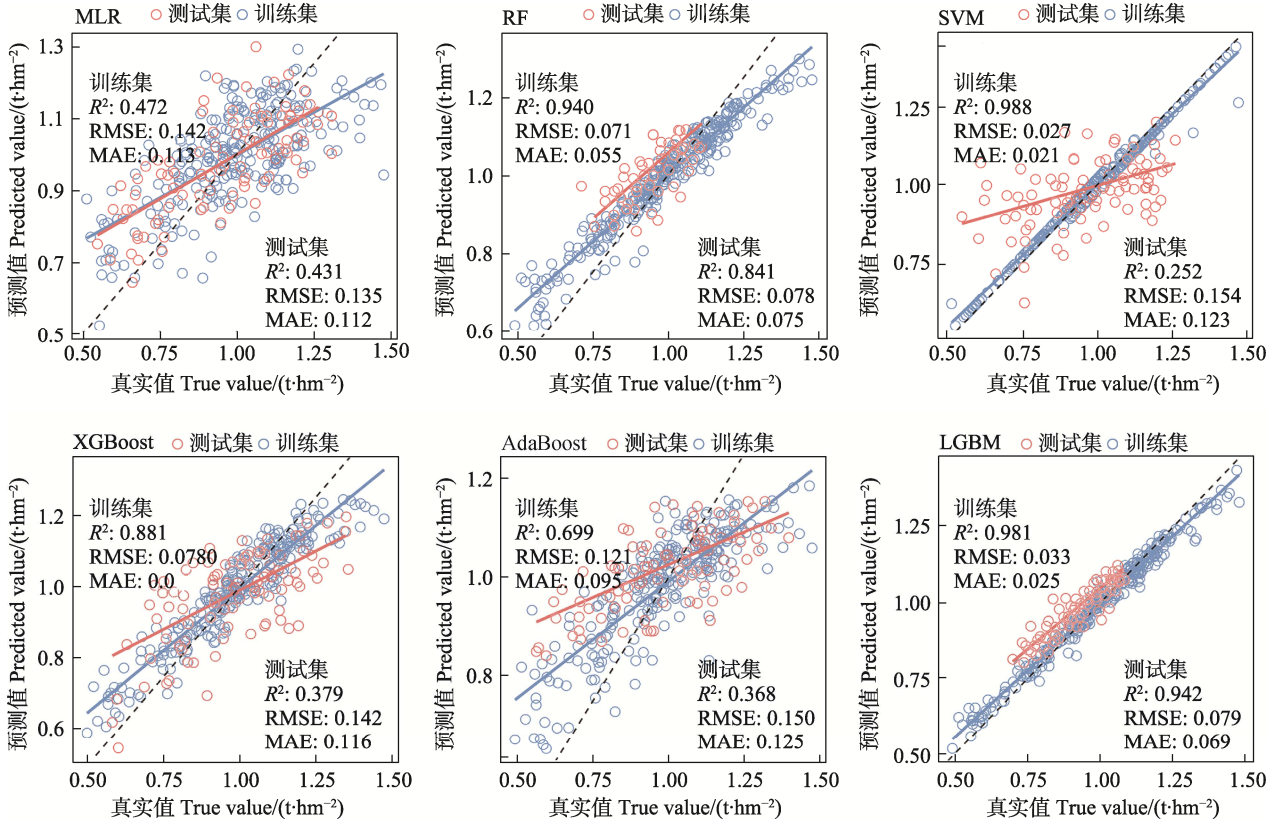 MLR 测试集 训练集
预测值 Predicted value/(t·hm⁻²)
1.3
1.1
0.9
0.7
0.5
训练集
R²: 0.472
RMSE: 0.142
MAE: 0.113
测试集
R²: 0.431
RMSE: 0.135
MAE: 0.112
0.50 0.75 1.00 1.25 1.50
真实值 True value/(t·hm⁻²)
RF 测试集 训练集
预测值 Predicted value/(t·hm⁻²)
1.2
1.0
0.8
0.6
训练集
R²: 0.940
RMSE: 0.071
MAE: 0.055
测试集
R²: 0.841
RMSE: 0.078
MAE: 0.075
0.50 0.75 1.00 1.25 1.50
真实值 True value/(t·hm⁻²)
SVM 测试集 训练集
预测值 Predicted value/(t·hm⁻²)
1.25
1.00
0.75
训练集
R²: 0.988
RMSE: 0.027
MAE: 0.021
测试集
R²: 0.252
RMSE: 0.154
MAE: 0.123
0.50 0.75 1.00 1.25 1.50
真实值 True value/(t·hm⁻²)
XGBoost 测试集 训练集
预测值 Predicted value/(t·hm⁻²)
1.2
1.0
0.8
0.6
训练集
R²: 0.881
RMSE: 0.0780
MAE: 0.0
测试集
R²: 0.379
RMSE: 0.142
MAE: 0.116
0.50 0.75 1.00 1.25 1.50
真实值 True value/(t·hm⁻²)
AdaBoost 测试集 训练集
预测值 Predicted value/(t·hm⁻²)
1.2
1.0
0.8
训练集
R²: 0.699
RMSE: 0.121
MAE: 0.095
测试集
R²: 0.368
RMSE: 0.150
MAE: 0.125
0.50 0.75 1.00 1.25 1.50
真实值 True value/(t·hm⁻²)
LGBM 测试集 训练集
预测值 Predicted value/(t·hm⁻²)
1.25
1.00
0.75
0.50
训练集
R²: 0.981
RMSE: 0.033
MAE: 0.025
测试集
R²: 0.942
RMSE: 0.079
MAE: 0.069
0.50 0.75 1.00 1.25 1.50
真实值 True value/(t·hm⁻²)